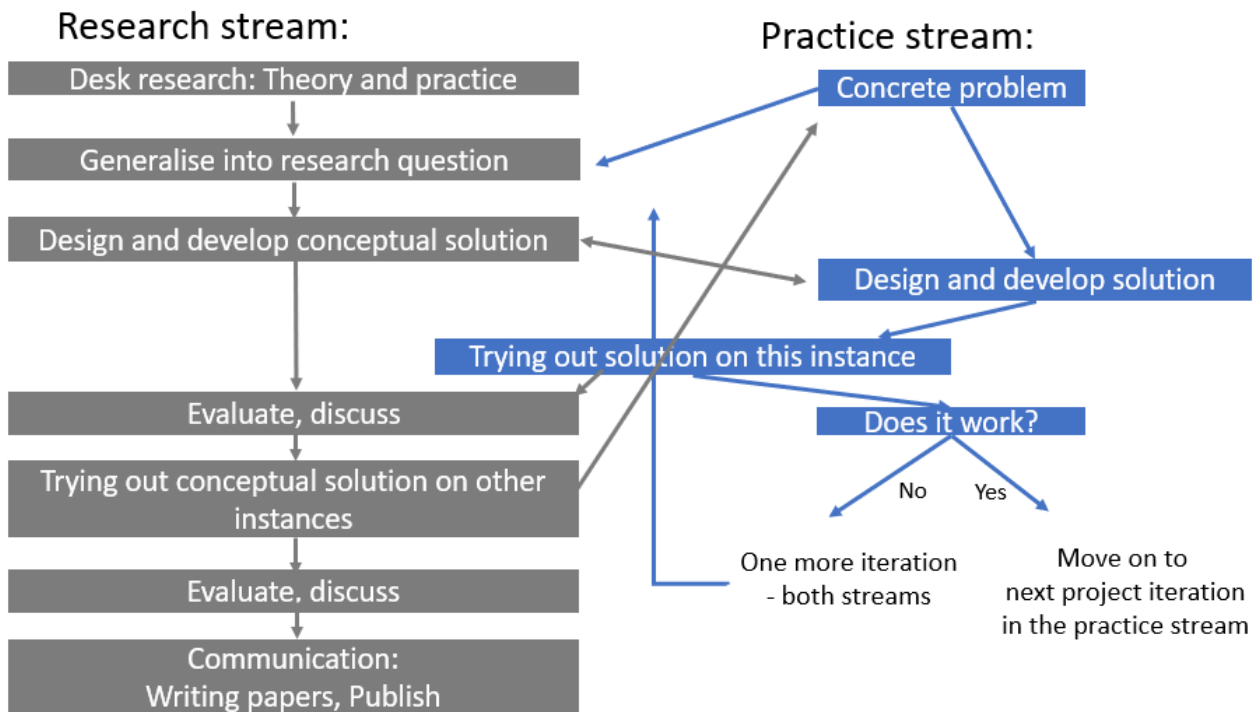 Research stream:
Desk research: Theory and practice
Generalise into research question
Design and develop conceptual solution
Evaluate, discuss
Trying out conceptual solution on other
instances
Evaluate, discuss
Communication:
Writing papers, Publish
Practice stream:
Concrete problem
Design and develop solution
Trying out solution on this instance
Does it work?
No
Yes
One more iteration
- both streams
Move on to
next project iteration
in the practice stream